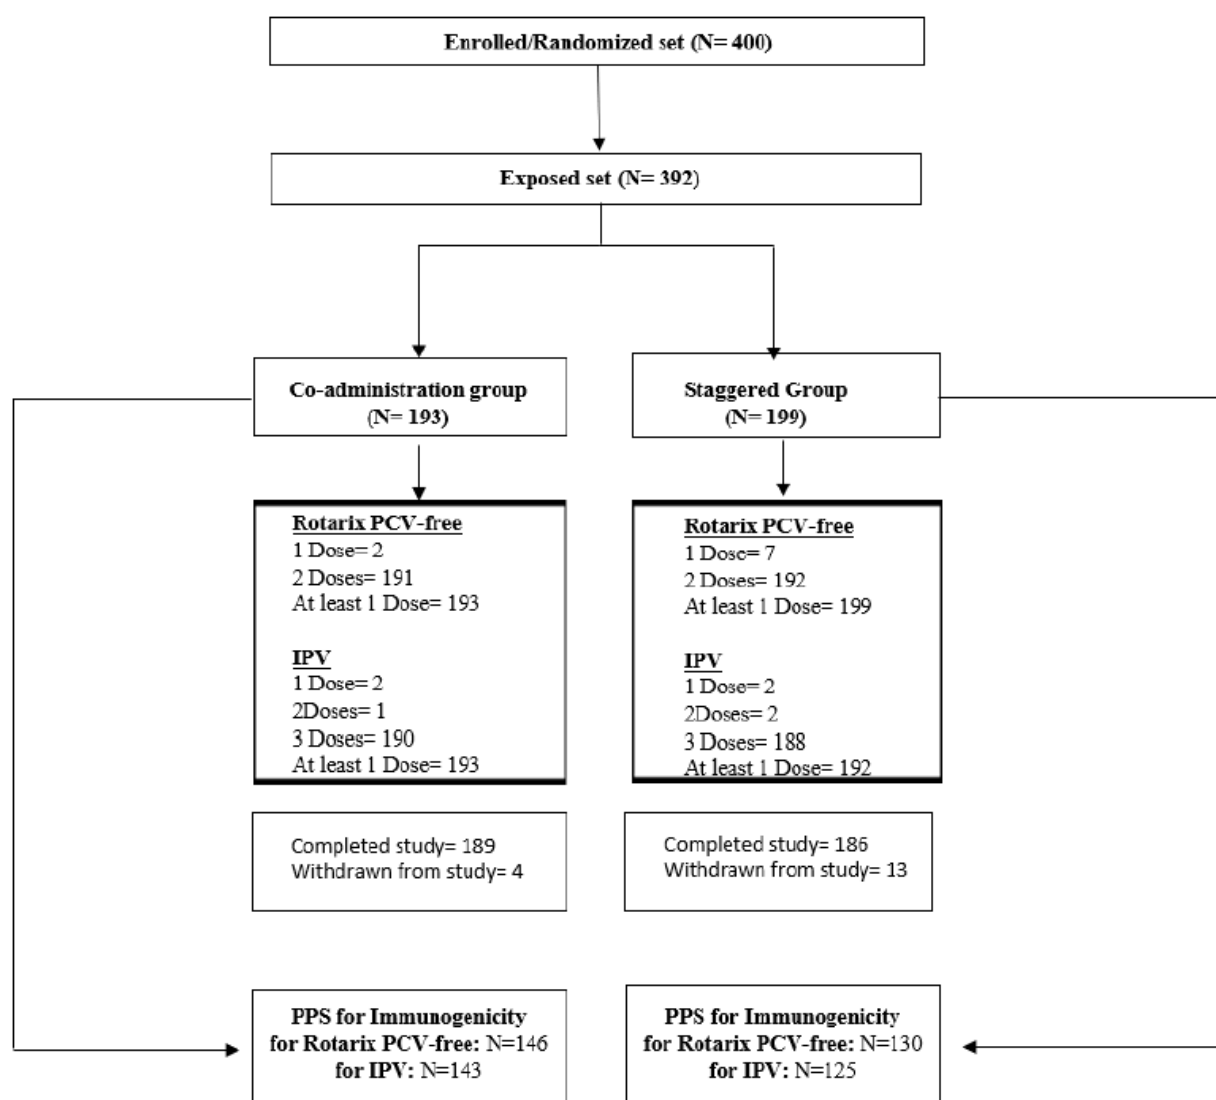 Enrolled/Randomized set (N= 400)
Exposed set (N= 392)
Co-administration group
(N= 193)
Staggered Group
(N= 199)
Rotarix PCV-free
1 Dose= 2
2 Doses= 191
At least 1 Dose= 193
IPV
1 Dose= 2
2Doses= 1
3 Doses= 190
At least 1 Dose= 193
Rotarix PCV-free
1 Dose= 7
2 Doses= 192
At least 1 Dose= 199
IPV
1 Dose= 2
2Doses= 2
3 Doses= 188
At least 1 Dose= 192
Completed study= 189
Withdrawn from study= 4
Completed study= 186
Withdrawn from study= 13
PPS for Immunogenicity
for Rotarix PCV-free: N=146
for IPV: N=143
PPS for Immunogenicity
for Rotarix PCV-free: N=130
for IPV: N=125